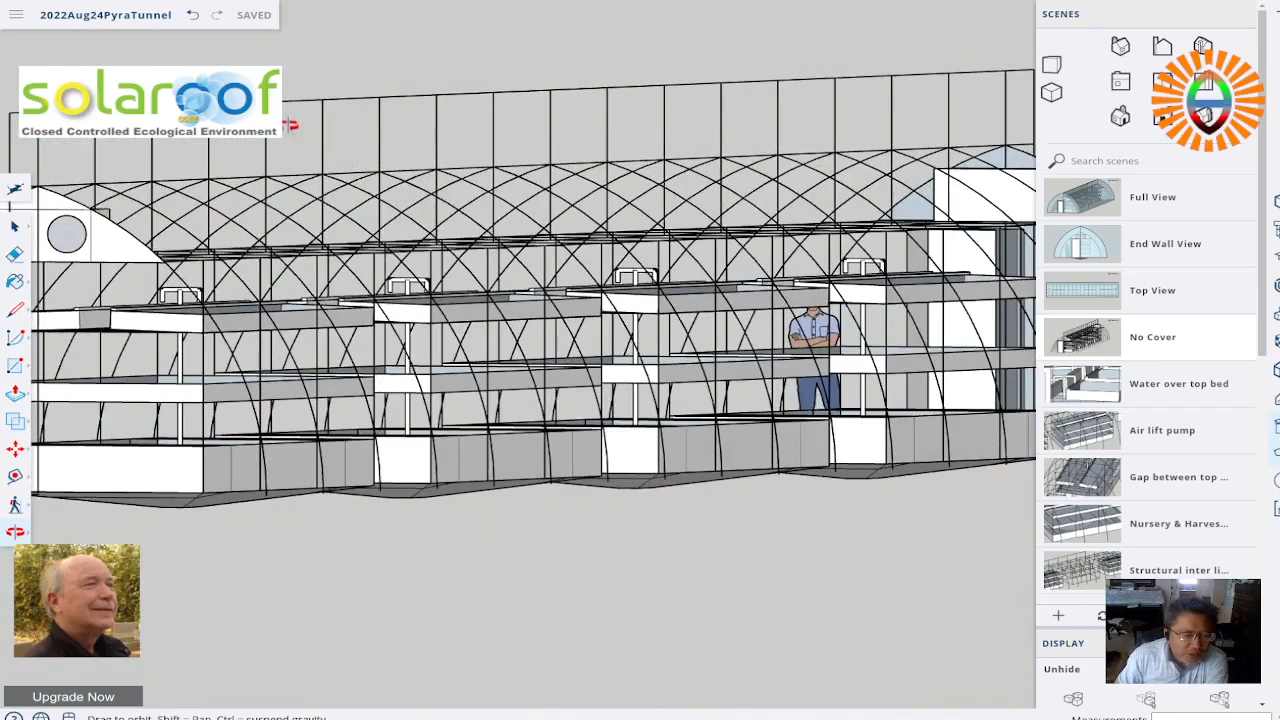 2022Aug24PyraTunnel
SAVED
SCENES
solaroof
Closed Controlled Ecological Environment
Search scenes
Full View
End Wall View
Top View
No Cover
Water over top bed
Air lift pump
Gap between top ...
Nursery & Harves...
Structural inter li...
DISPLAY
Unhide
Upgrade Now
Drag to orbit. Shift = Pan, Ctrl = suspend gravity
Measurements